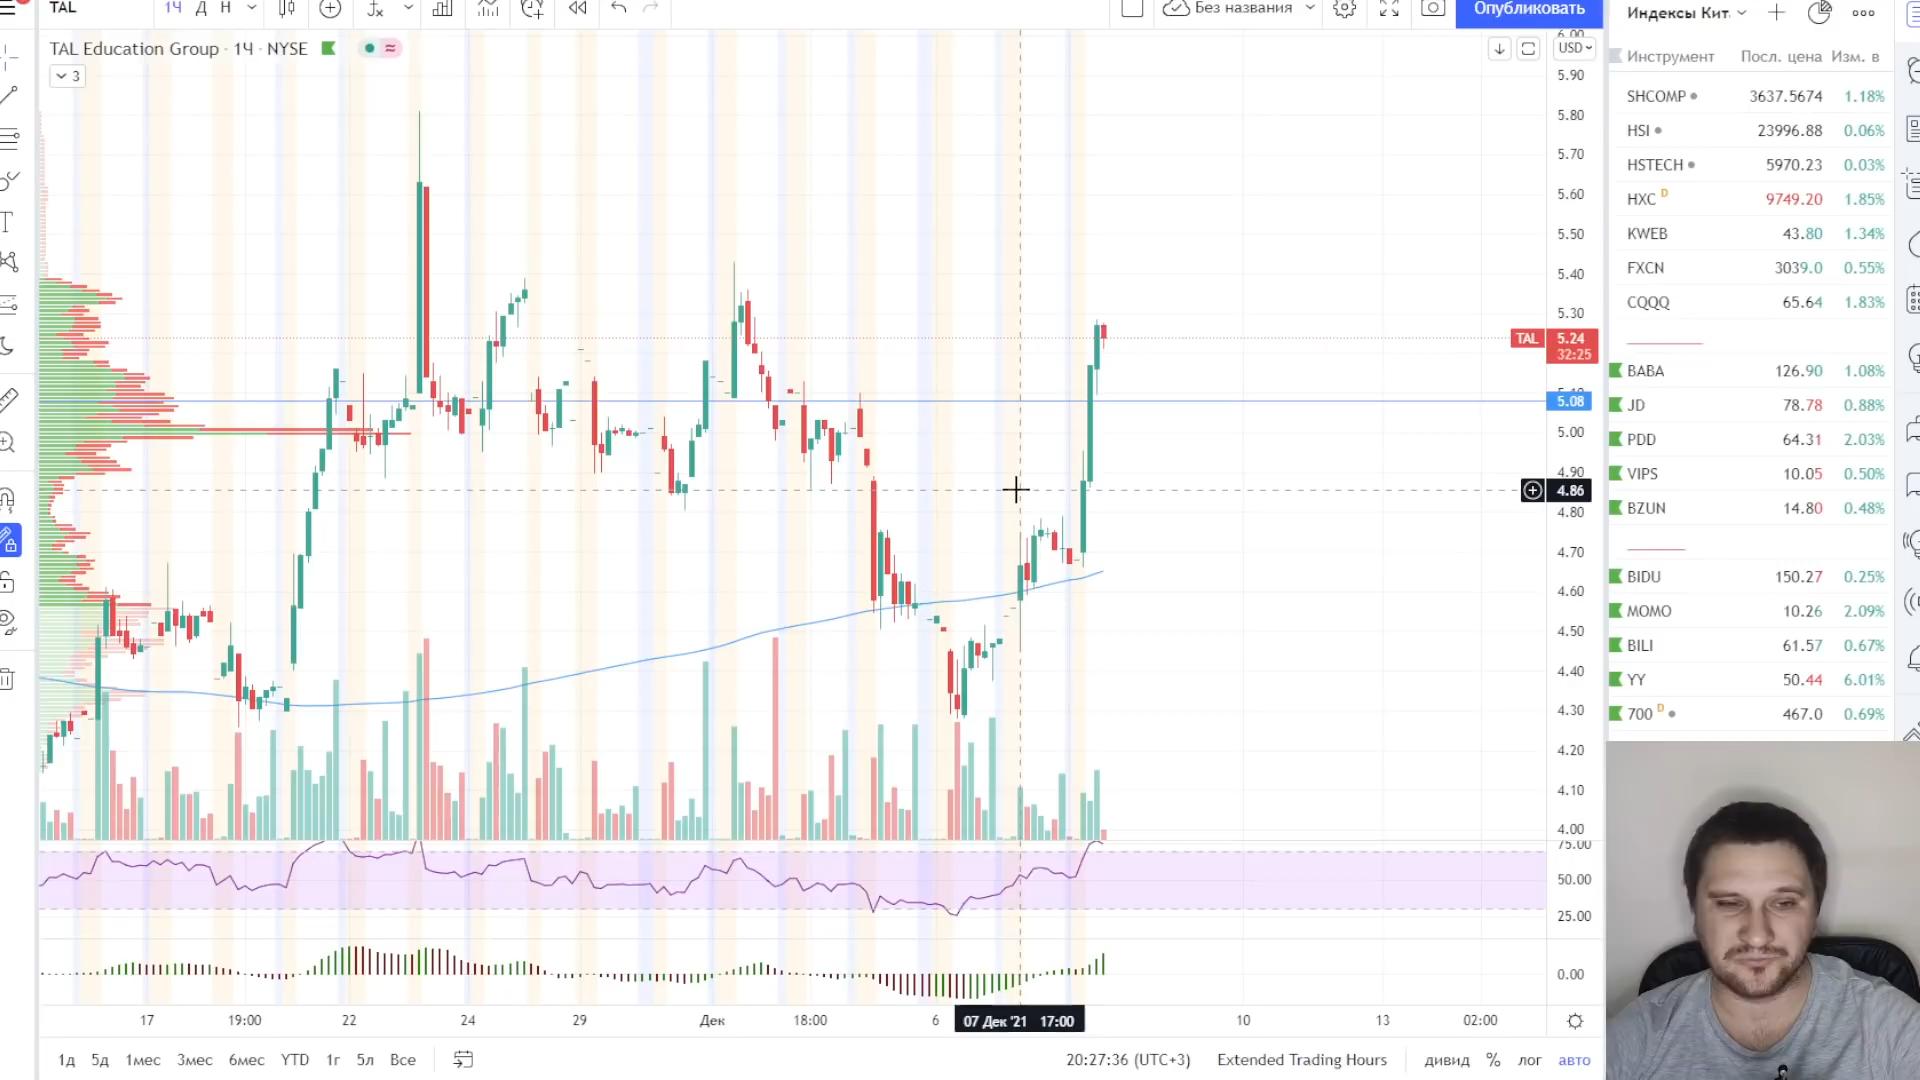 TAL 1Ч Д Н Без названия Опубликовать
TAL Education Group · 1Ч · NYSE
3
USD
6.00
5.90
5.80
5.70
5.60
5.50
5.40
5.30
TAL 5.24
32:25
5.10
5.08
5.00
4.90
4.86
4.80
4.70
4.60
4.50
4.40
4.30
4.20
4.10
4.00
75.00
50.00
25.00
0.00
17 19:00 22 24 29 Дек 18:00 6 07 Дек '21 17:00 10 13 02:00
1д 5д 1мес 3мес 6мес YTD 1г 5л Все 20:27:36 (UTC+3) Extended Trading Hours дивид % лог авто
Индексы Кит.
Инструмент Посл. цена Изм. в
SHCOMP 3637.5674 1.18%
HSI 23996.88 0.06%
HSTECH 5970.23 0.03%
HXC D 9749.20 1.85%
KWEB 43.80 1.34%
FXCN 3039.0 0.55%
CQQQ 65.64 1.83%
BABA 126.90 1.08%
JD 78.78 0.88%
PDD 64.31 2.03%
VIPS 10.05 0.50%
BZUN 14.80 0.48%
BIDU 150.27 0.25%
MOMO 10.26 2.09%
BILI 61.57 0.67%
YY 50.44 6.01%
700 D 467.0 0.69%